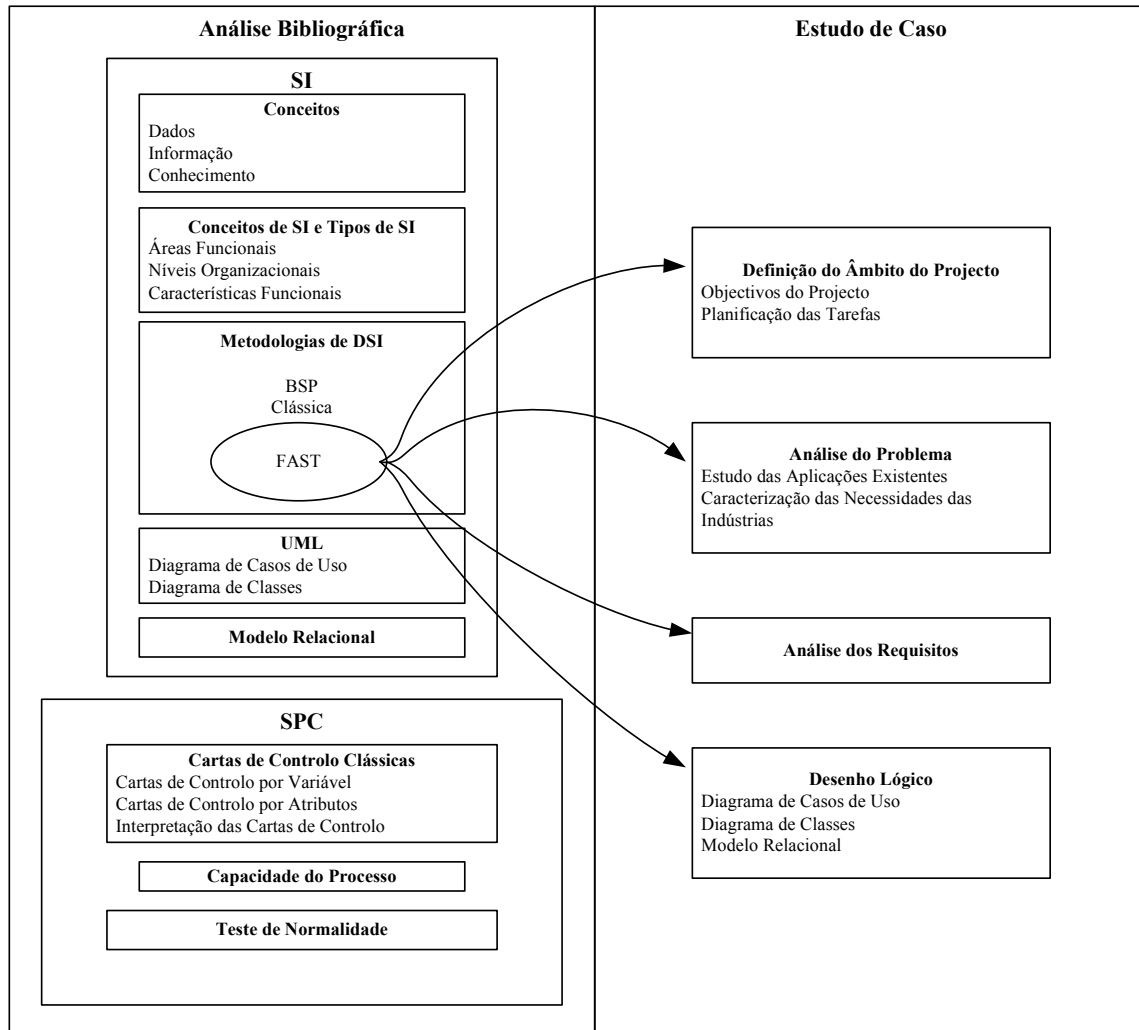 Análise Bibliográfica
SI
Conceitos
Dados
Informação
Conhecimento
Conceitos de SI e Tipos de SI
Áreas Funcionais
Níveis Organizacionais
Características Funcionais
Metodologias de DSI
BSP
Clássica
FAST
UML
Diagrama de Casos de Uso
Diagrama de Classes
Modelo Relacional
SPC
Cartas de Controlo Clássicas
Cartas de Controlo por Variável
Cartas de Controlo por Atributos
Interpretação das Cartas de Controlo
Capacidade do Processo
Teste de Normalidade
Estudo de Caso
Definição do Âmbito do Projecto
Objectivos do Projecto
Planificação das Tarefas
Análise do Problema
Estudo das Aplicações Existentes
Caracterização das Necessidades das
Indústrias
Análise dos Requisitos
Desenho Lógico
Diagrama de Casos de Uso
Diagrama de Classes
Modelo Relacional